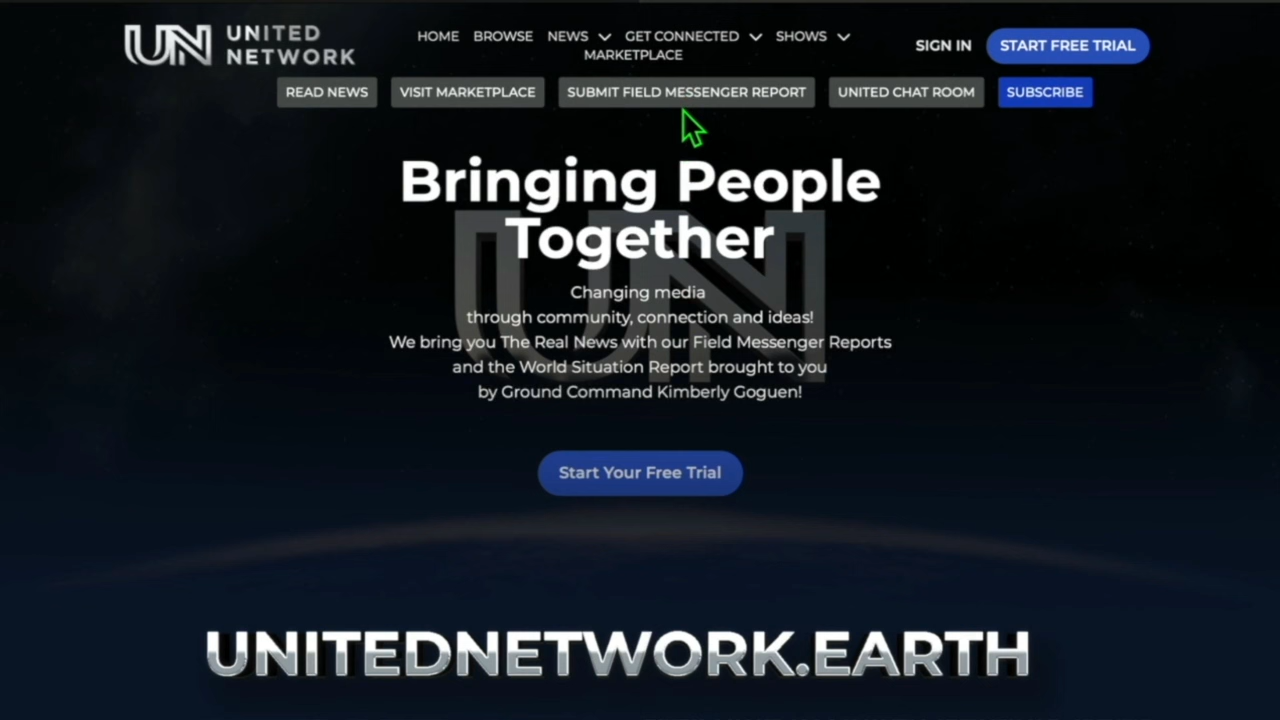 UN UNITED
NETWORK
HOME BROWSE NEWS GET CONNECTED SHOWS
MARKETPLACE
SIGN IN START FREE TRIAL
READ NEWS VISIT MARKETPLACE SUBMIT FIELD MESSENGER REPORT UNITED CHAT ROOM SUBSCRIBE
UN
Bringing People
Together
Changing media
through community, connection and ideas!
We bring you The Real News with our Field Messenger Reports
and the World Situation Report brought to you
by Ground Command Kimberly Goguen!
Start Your Free Trial
UNITEDNETWORK.EARTH